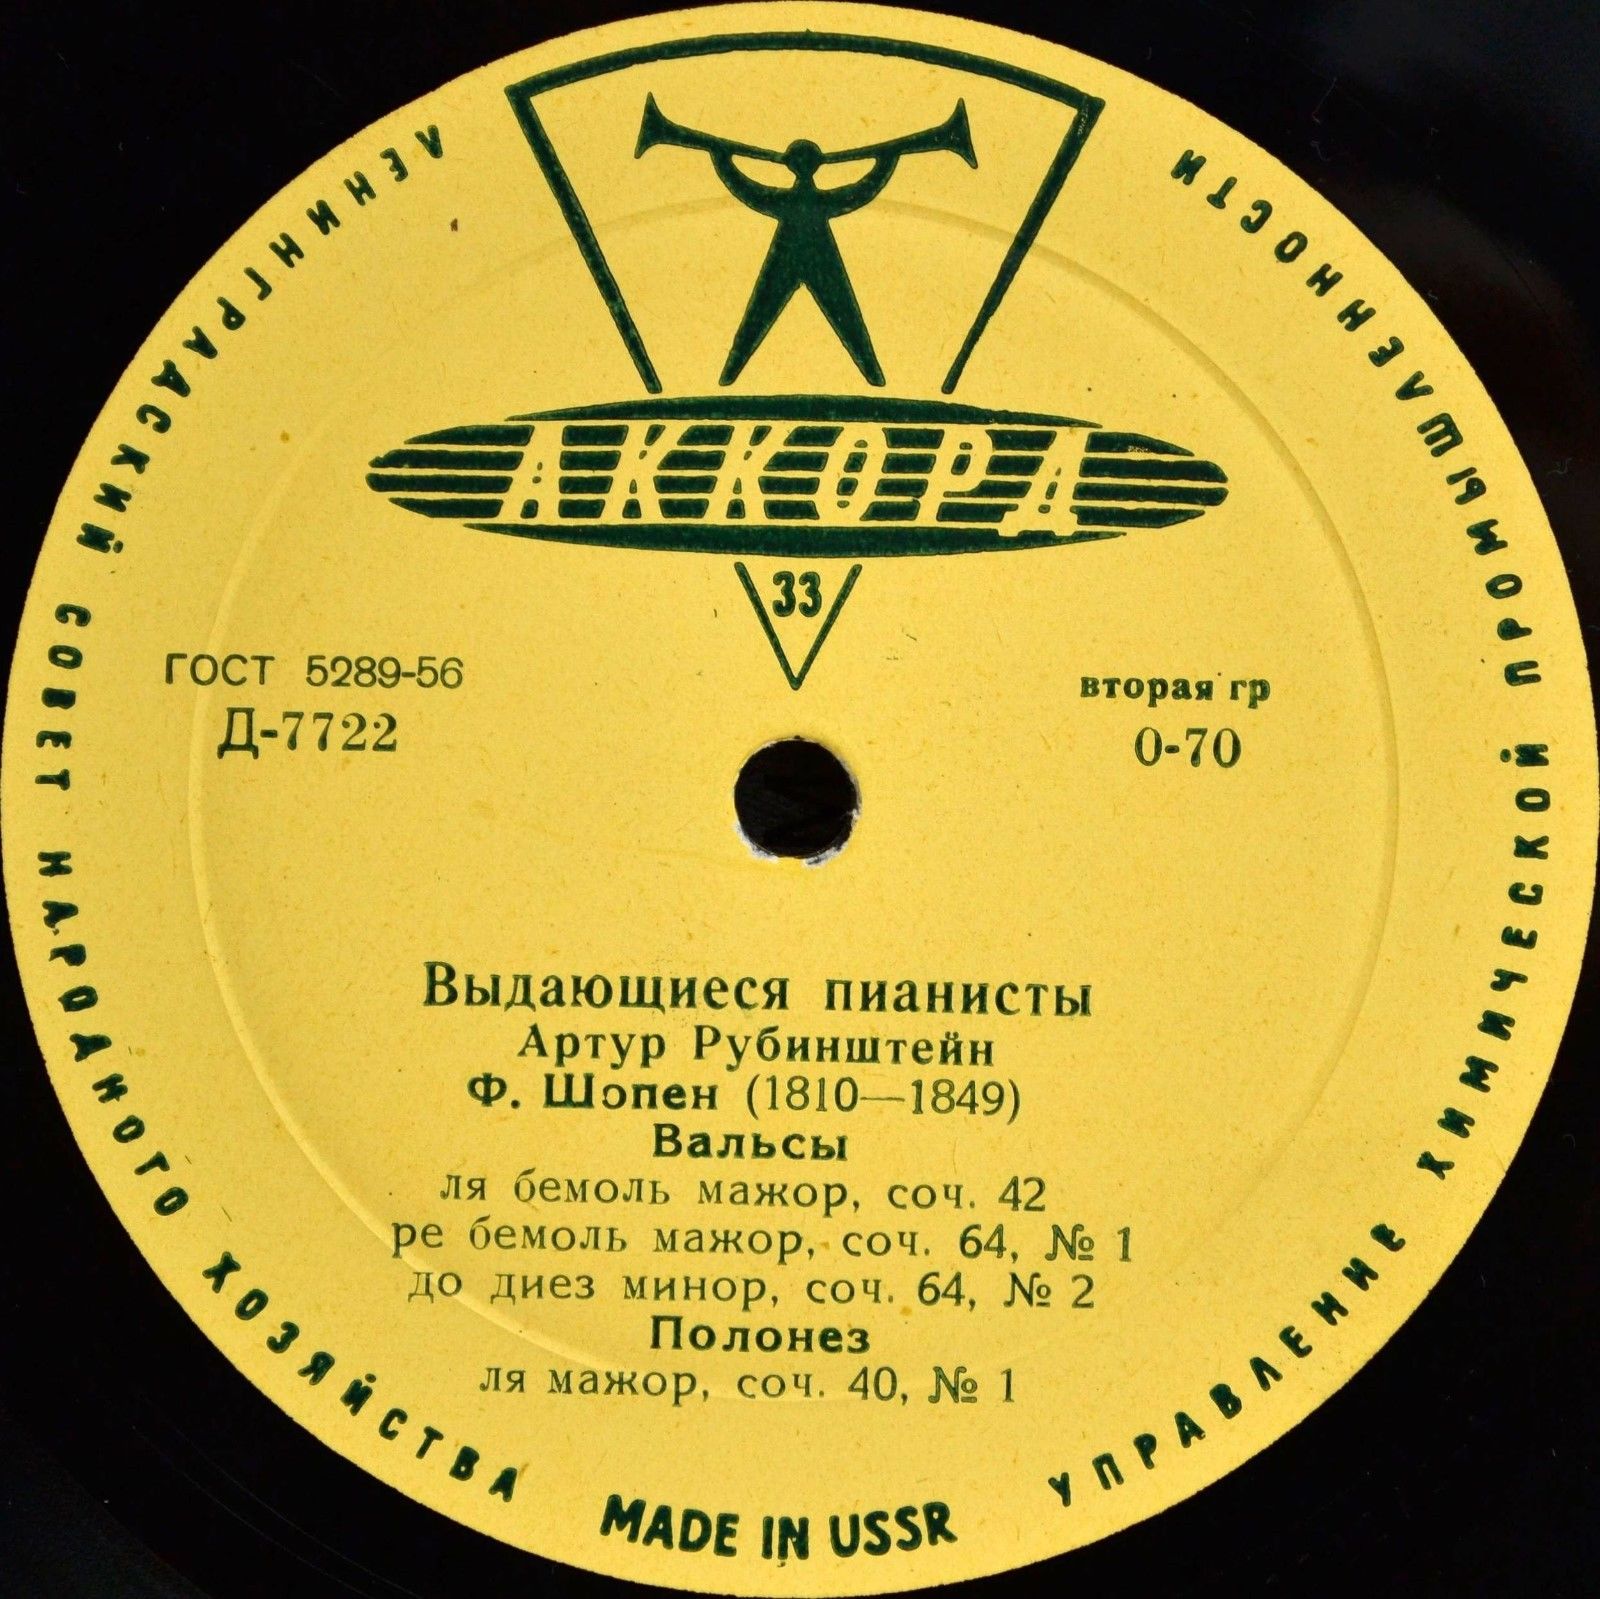 ЛЕНИНГРАДСКИЙ СОВЕТ НАРОДНОГО ХОЗЯЙСТВА
УПРАВЛЕНИЕ ХИМИЧЕСКОЙ ПРОМЫШЛЕННОСТИ
АККОРД
33
ГОСТ 5289-56
Д-7722
вторая гр
0-70
Выдающиеся пианисты
Артур Рубинштейн
Ф. Шопен (1810—1849)
Вальсы
ля бемоль мажор, соч. 42
ре бемоль мажор, соч. 64, № 1
до диез минор, соч. 64, № 2
Полонез
ля мажор, соч. 40, № 1
MADE IN USSR